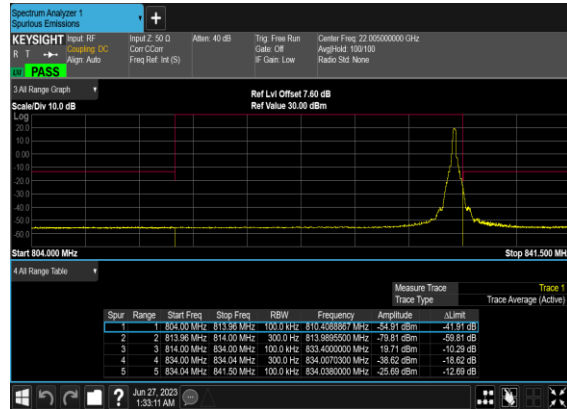 Spectrum Analyzer 1
Spurious Emissions
+
KEYSIGHT Input: RF Input Z: 50 Ω Atten: 40 dB Trig: Free Run Center Freq: 22.005000000 GHz
R T Coupling: DC Corr CCorr Gate: Off Avg|Hold: 100/100
Align: Auto Freq Ref: Int (S) IF Gain: Low Radio Std: None
PASS
3 All Range Graph Ref Lvl Offset 7.60 dB
Scale/Div 10.0 dB Ref Value 30.00 dBm
Log
20.0
10.0
0.00
-10.0
-20.0
-30.0
-40.0
-50.0
-60.0
Start 804.000 MHz Stop 841.500 MH
4 All Range Table
Measure Trace Trace 1
Trace Type Trace Average (Active)
Spur Range Start Freq Stop Freq RBW Frequency Amplitude ΔLimit
1 1 804.00 MHz 813.96 MHz 100.0 kHz 810.4088867 MHz -54.91 dBm -41.91 dB
2 2 813.96 MHz 814.00 MHz 300.0 Hz 813.9895500 MHz -79.81 dBm -59.81 dB
3 3 814.00 MHz 834.00 MHz 100.0 kHz 833.4000000 MHz 19.71 dBm -10.29 dB
4 4 834.00 MHz 834.04 MHz 300.0 Hz 834.0070300 MHz -38.62 dBm -18.62 dB
5 5 834.04 MHz 841.50 MHz 100.0 kHz 834.0380000 MHz -25.69 dBm -12.69 dB
? Jun 27, 2023
1:33:11 AM